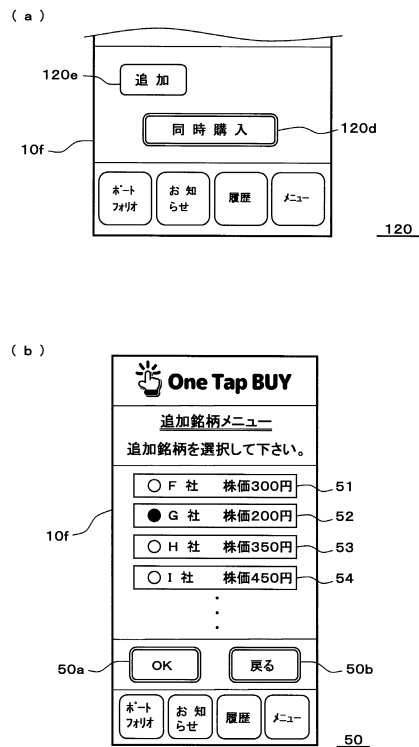 (a)
120e
追 加
同 時 購 入
120d
10f
ポート
フォリオ
お 知
らせ
履歴
メニュー
120
(b)
One Tap BUY
追加銘柄メニュー
追加銘柄を選択して下さい。
○ F 社 株価300円 51
● G 社 株価200円 52
10f
○ H 社 株価350円 53
○ I 社 株価450円 54
50a
OK
戻る
50b
ポート
フォリオ
お 知
らせ
履歴
メニュー
50